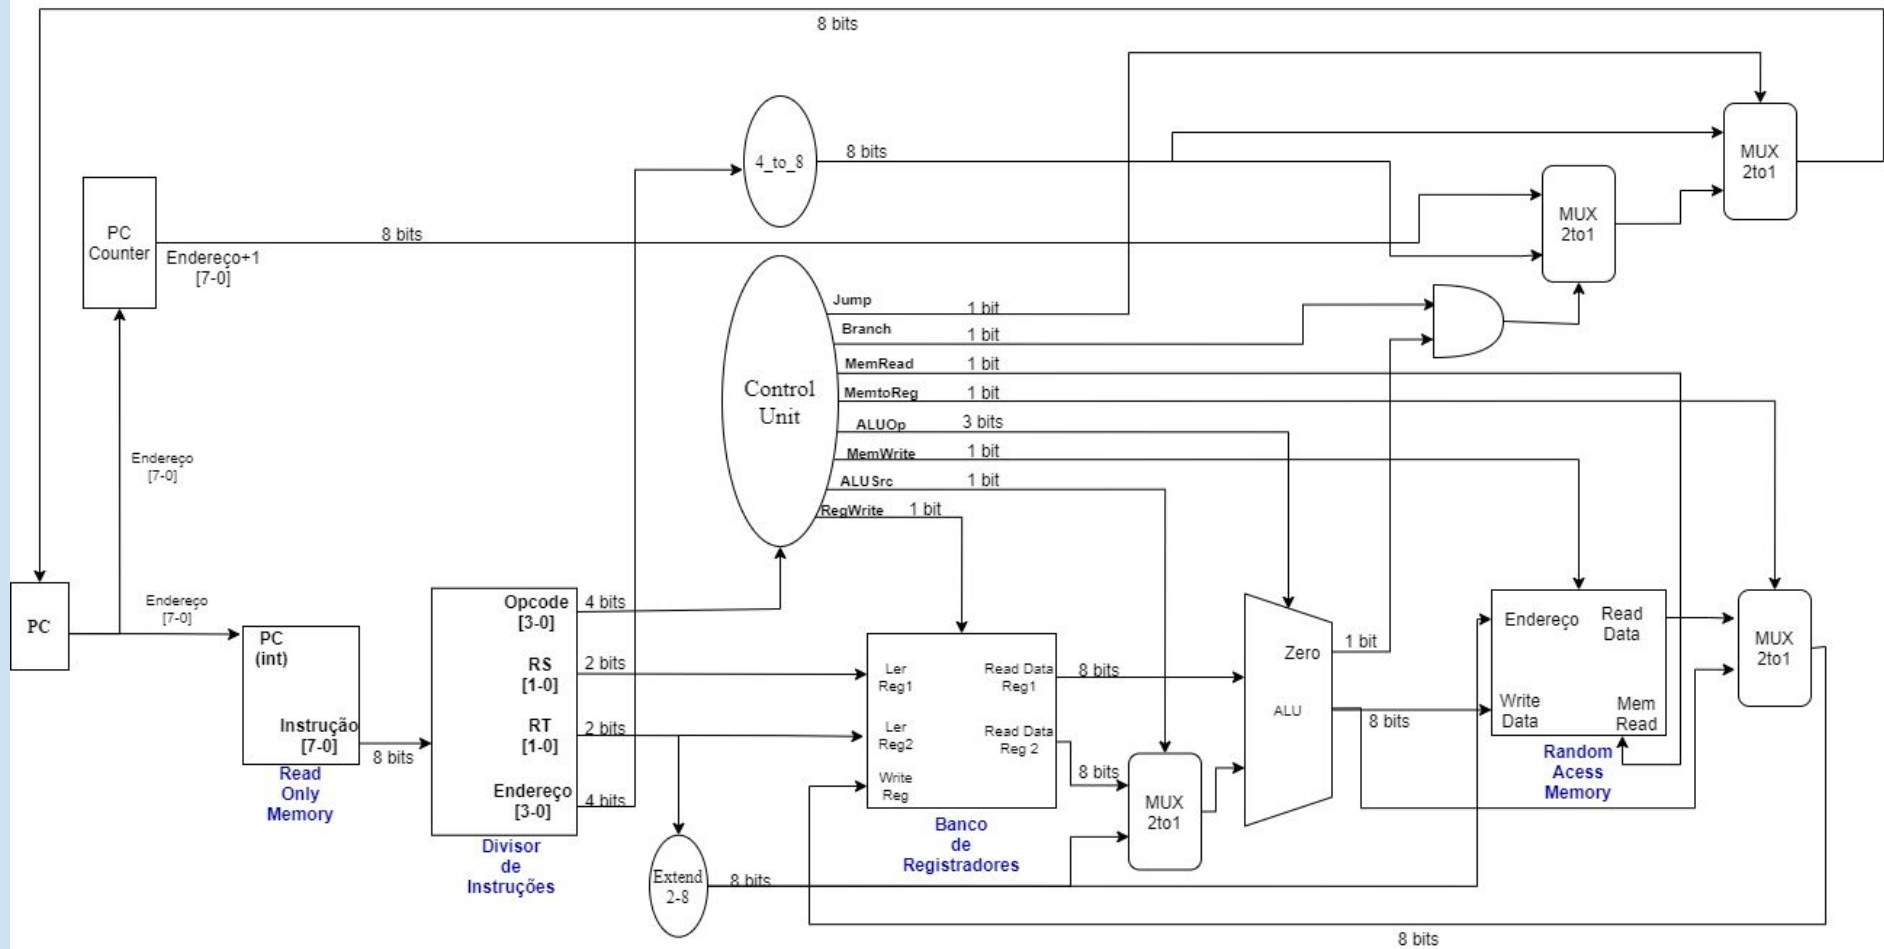 8 bits
4_to_8
8 bits
MUX
2to1
MUX
2to1
PC
Counter
8 bits
Endereço+1
[7-0]
Control
Unit
Jump
1 bit
Branch
1 bit
MemRead
1 bit
MemtoReg
1 bit
ALUOp
3 bits
MemWrite
1 bit
ALUSrc
1 bit
RegWrite
1 bit
Endereço
[7-0]
PC
Endereço
[7-0]
PC
(int)
Instrução
[7-0]
8 bits
Read
Only
Memory
Opcode
[3-0]
4 bits
RS
[1-0]
2 bits
RT
[1-0]
2 bits
Endereço
[3-0]
4 bits
Divisor
de
Instruções
Extend
2-8
8 bits
Ler
Reg1
Read Data
Reg1
8 bits
Ler
Reg2
Read Data
Reg 2
8 bits
Write
Reg
Banco
de
Registradores
MUX
2to1
Zero
1 bit
ALU
8 bits
Endereço
Read
Data
Write
Data
Mem
Read
Random
Acess
Memory
MUX
2to1
8 bits